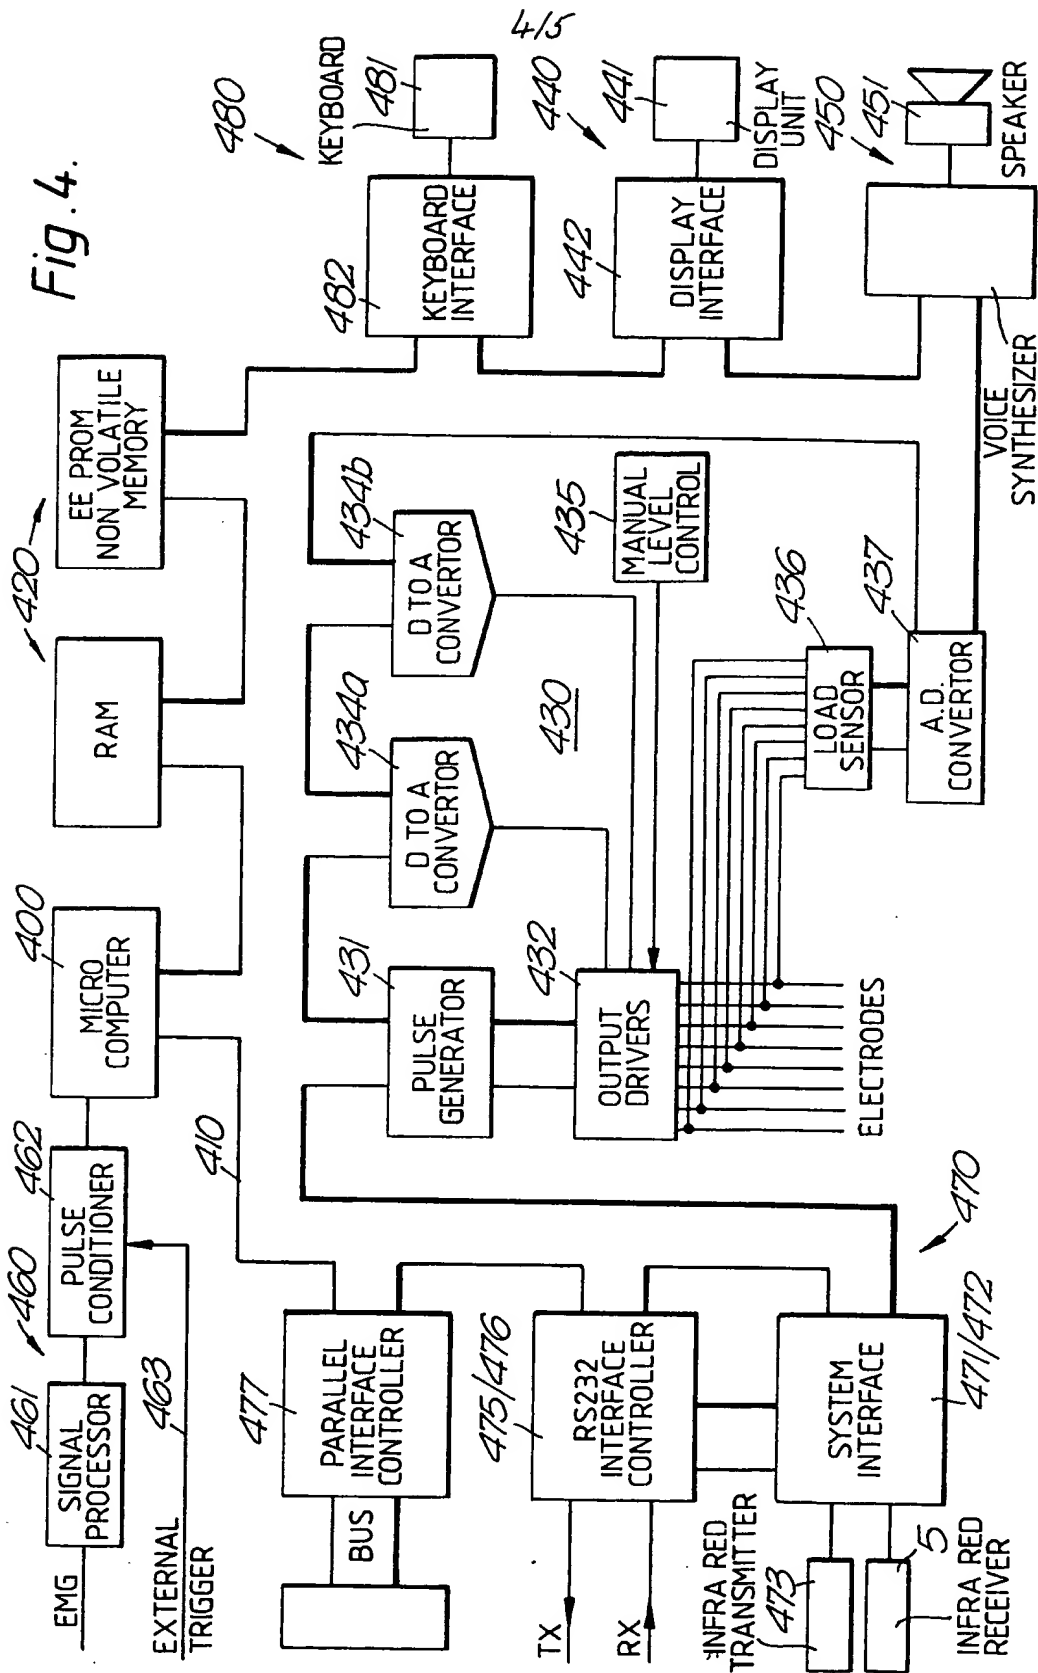 4/5
Fig. 4.
EMG
461
SIGNAL
PROCESSOR
460
462
PULSE
CONDITIONER
EXTERNAL
TRIGGER
463
400
MICRO
COMPUTER
410
420
RAM
EE PROM
NON VOLATILE
MEMORY
480
KEYBOARD
481
482
KEYBOARD
INTERFACE
440
441
DISPLAY
UNIT
442
DISPLAY
INTERFACE
450
451
SPEAKER
VOICE
SYNTHESIZER
477
PARALLEL
INTERFACE
CONTROLLER
BUS
431
PULSE
GENERATOR
434a
D TO A
CONVERTOR
434b
D TO A
CONVERTOR
430
435
MANUAL
LEVEL
CONTROL
432
OUTPUT
DRIVERS
436
LOAD
SENSOR
437
A.D.
CONVERTOR
ELECTRODES
475/476
RS232
INTERFACE
CONTROLLER
TX
RX
470
471/472
SYSTEM
INTERFACE
INFRA RED
TRANSMITTER
473
5
INFRA RED
RECEIVER